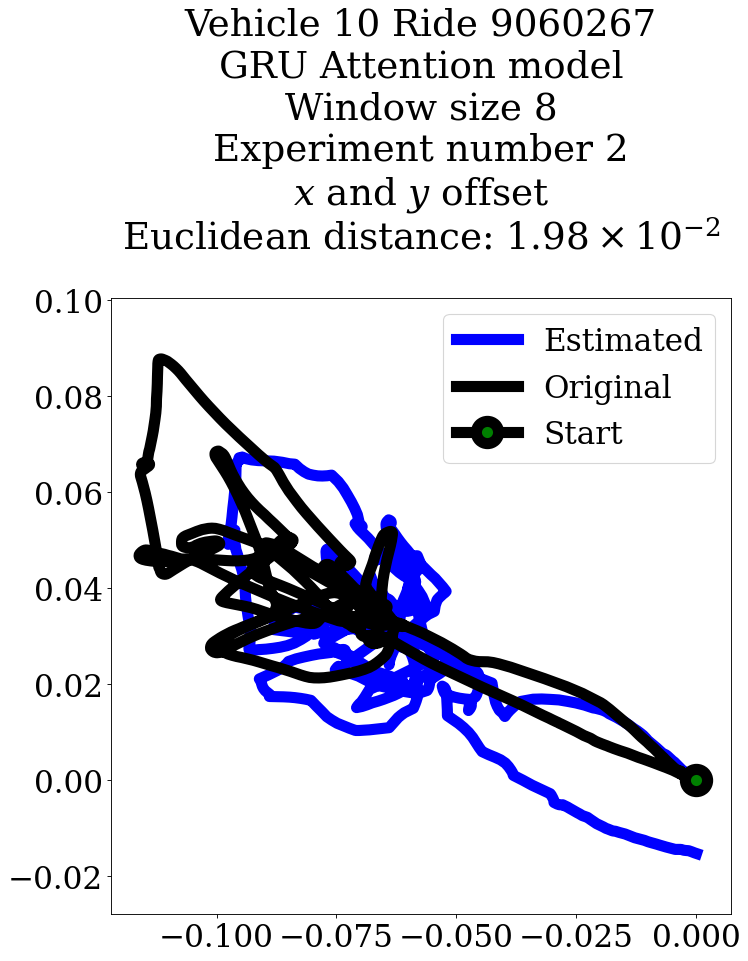 Vehicle 10 Ride 9060267
GRU Attention model
Window size 8
Experiment number 2
x and y offset
Euclidean distance: 1.98 × 10⁻²
0.10
0.08
0.06
0.04
0.02
0.00
−0.02
Estimated
Original
Start
−0.100 −0.075 −0.050 −0.025 0.000